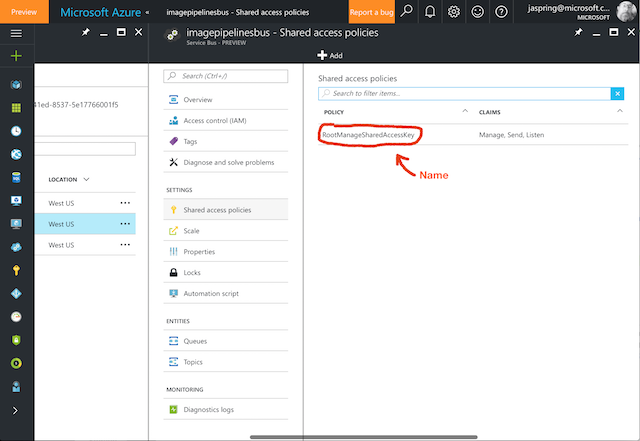 Preview
Microsoft Azure « imagepipelinesbus - Shared access policies
Report a bug
jaspring@microsoft.c...
MICROSOFT
imagepipelinesbus - Shared access policies
Service Bus - PREVIEW
41ed-8537-5e17766001f5
LOCATION
West US
West US
West US
Search (Ctrl+/)
Overview
Access control (IAM)
Tags
Diagnose and solve problems
SETTINGS
Shared access policies
Scale
Properties
Locks
Automation script
ENTITIES
Queues
Topics
MONITORING
Diagnostics logs
Add
Shared access policies
Search to filter items...
POLICY CLAIMS
RootManageSharedAccessKey Manage, Send, Listen
Name